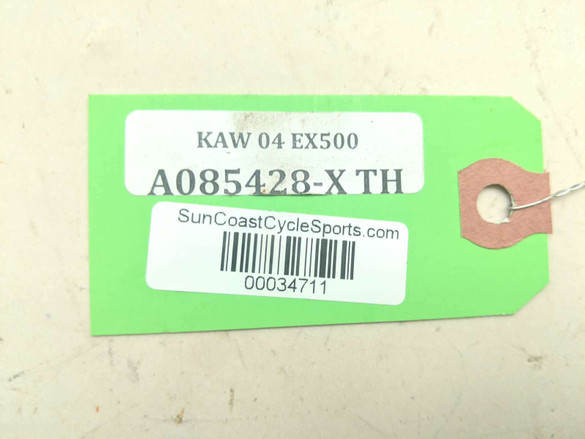 KAW 04 EX500
A085428-X TH
SunCoastCycleSports.com
00034711